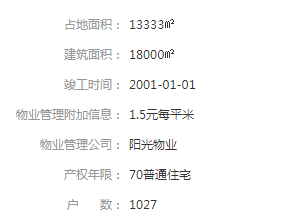 占地面积： 13333㎡
建筑面积： 18000㎡
竣工时间： 2001-01-01
物业管理附加信息： 1.5元每平米
物业管理公司： 阳光物业
产权年限： 70普通住宅
户　　数： 1027